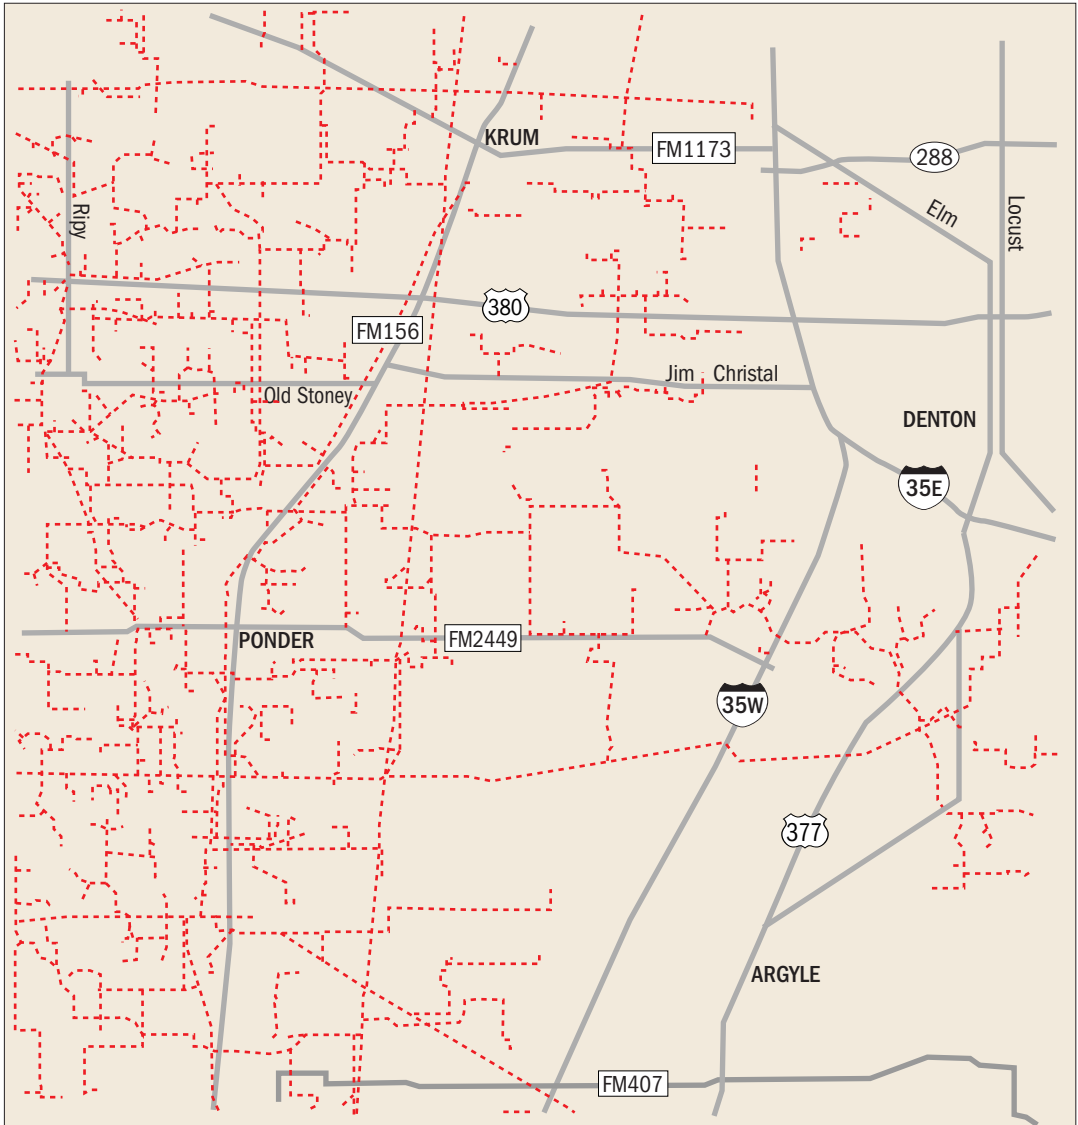 KRUM
FM1173
288
Ripy
Elm
Locust
380
FM156
Jim Christal
Old Stoney
DENTON
35E
PONDER
FM2449
35W
377
ARGYLE
FM407